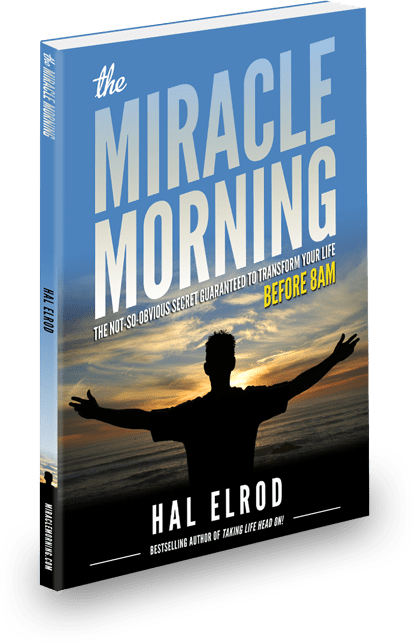 the
MIRACLE
MORNING
THE NOT-SO-OBVIOUS SECRET GUARANTEED TO TRANSFORM YOUR LIFE
BEFORE 8AM
HAL ELROD
BESTSELLING AUTHOR OF TAKING LIFE HEAD ON!
the MIRACLE MORNING
HAL ELROD
MIRACLEMORNING.COM